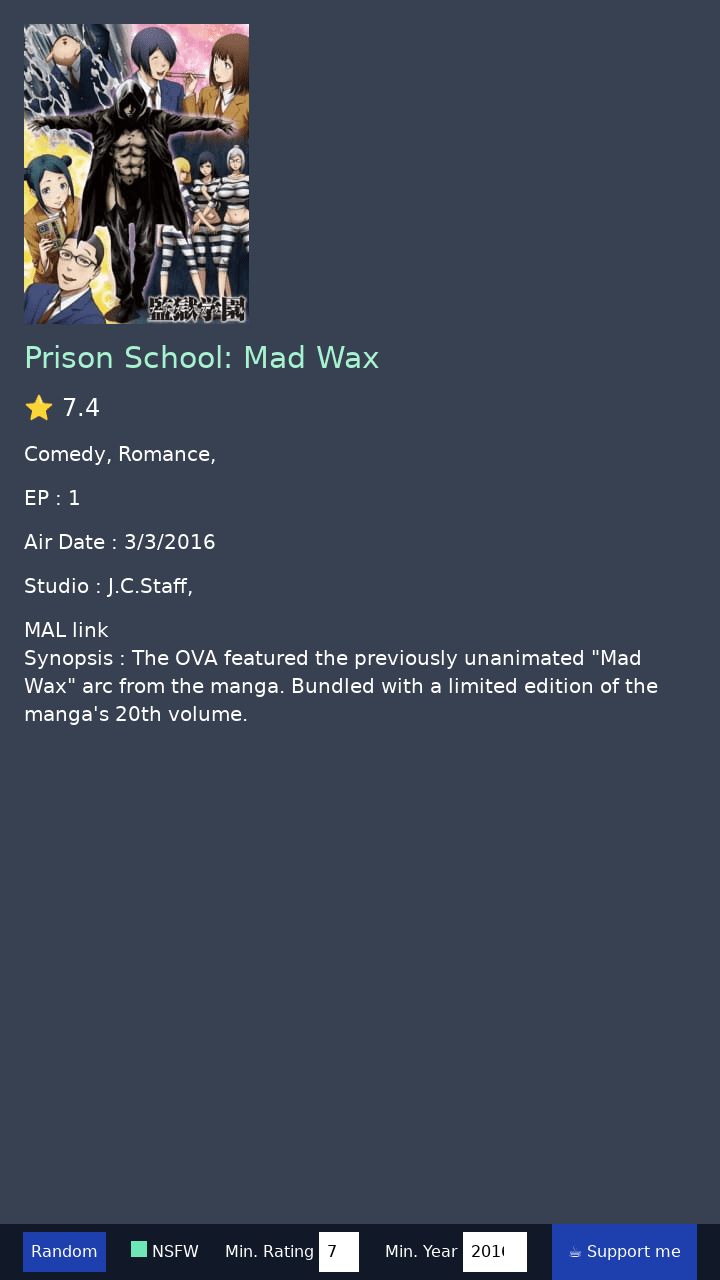 監獄学園
Prison School: Mad Wax
⭐ 7.4
Comedy, Romance,
EP : 1
Air Date : 3/3/2016
Studio : J.C.Staff,
MAL link
Synopsis : The OVA featured the previously unanimated "Mad
Wax" arc from the manga. Bundled with a limited edition of the
manga's 20th volume.
Random NSFW Min. Rating 7 Min. Year 2016 ☕ Support me